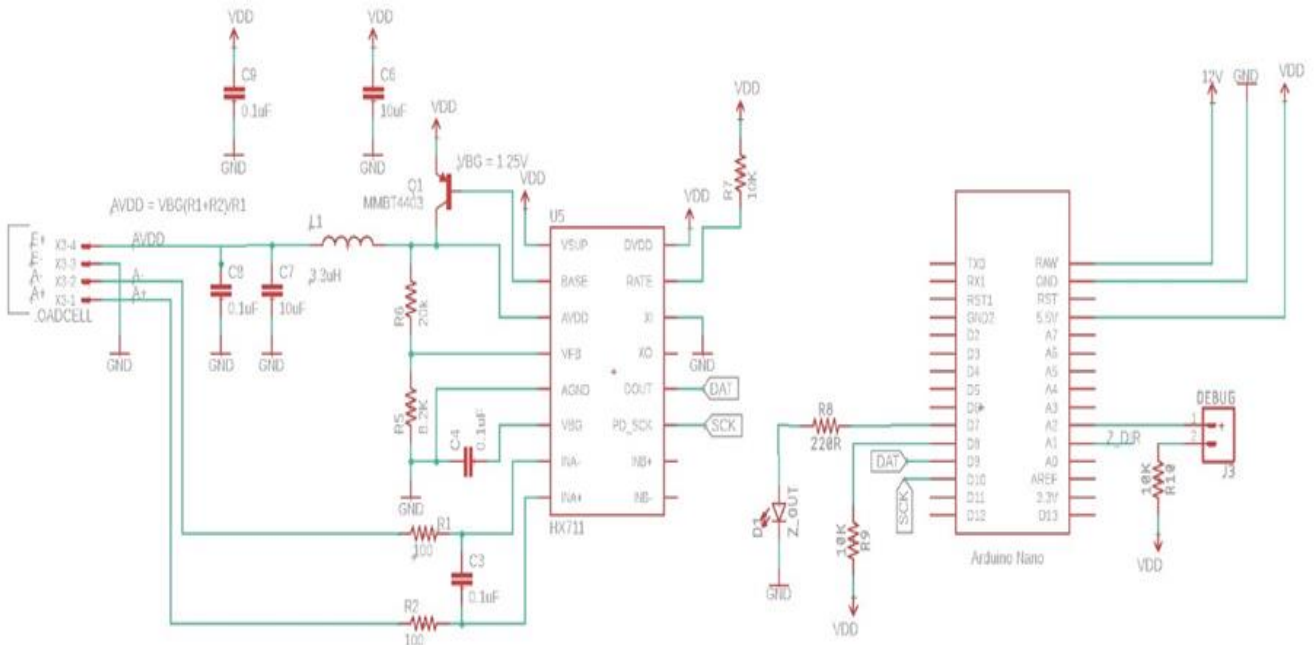 VDD
C9
0.1uF
GND
VDD
C6
10uF
GND
VDD
Q1
MMBT4403
VBG = 1.25V
VDD
AVDD = VBG(R1+R2)/R1
E+
E-
A-
A+
X3-4
X3-3
X3-2
X3-1
AVDD
A-
A+
.OADCELL
GND
C8
0.1uF
GND
C7
10uF
GND
L1
3.3uH
R6
20k
R5
8.2K
C4
0.1uF
GND
R1
100
C3
0.1uF
R2
100
U5
VSUP
BASE
AVDD
VFB
AGND
VBG
INA-
INA+
DVDD
RATE
XI
XO
DOUT
PD_SCK
INB+
INB-
HX711
VDD
R7
10K
VDD
GND
DAT
SCK
R8
220R
D1
Z_OUT
GND
DAT
SCK
10K
R9
VDD
12V
GND
VDD
TX0
RX1
RST1
GND2
D2
D3
D4
D5
D6
D7
D8
D9
D10
D11
D12
RAW
GND
RST
5.5V
A7
A6
A5
A4
A3
A2
A1
A0
AREF
3.3V
D13
Arduino Nano
DEBUG
1
2
J3
Z_DIR
10K
R10
VDD